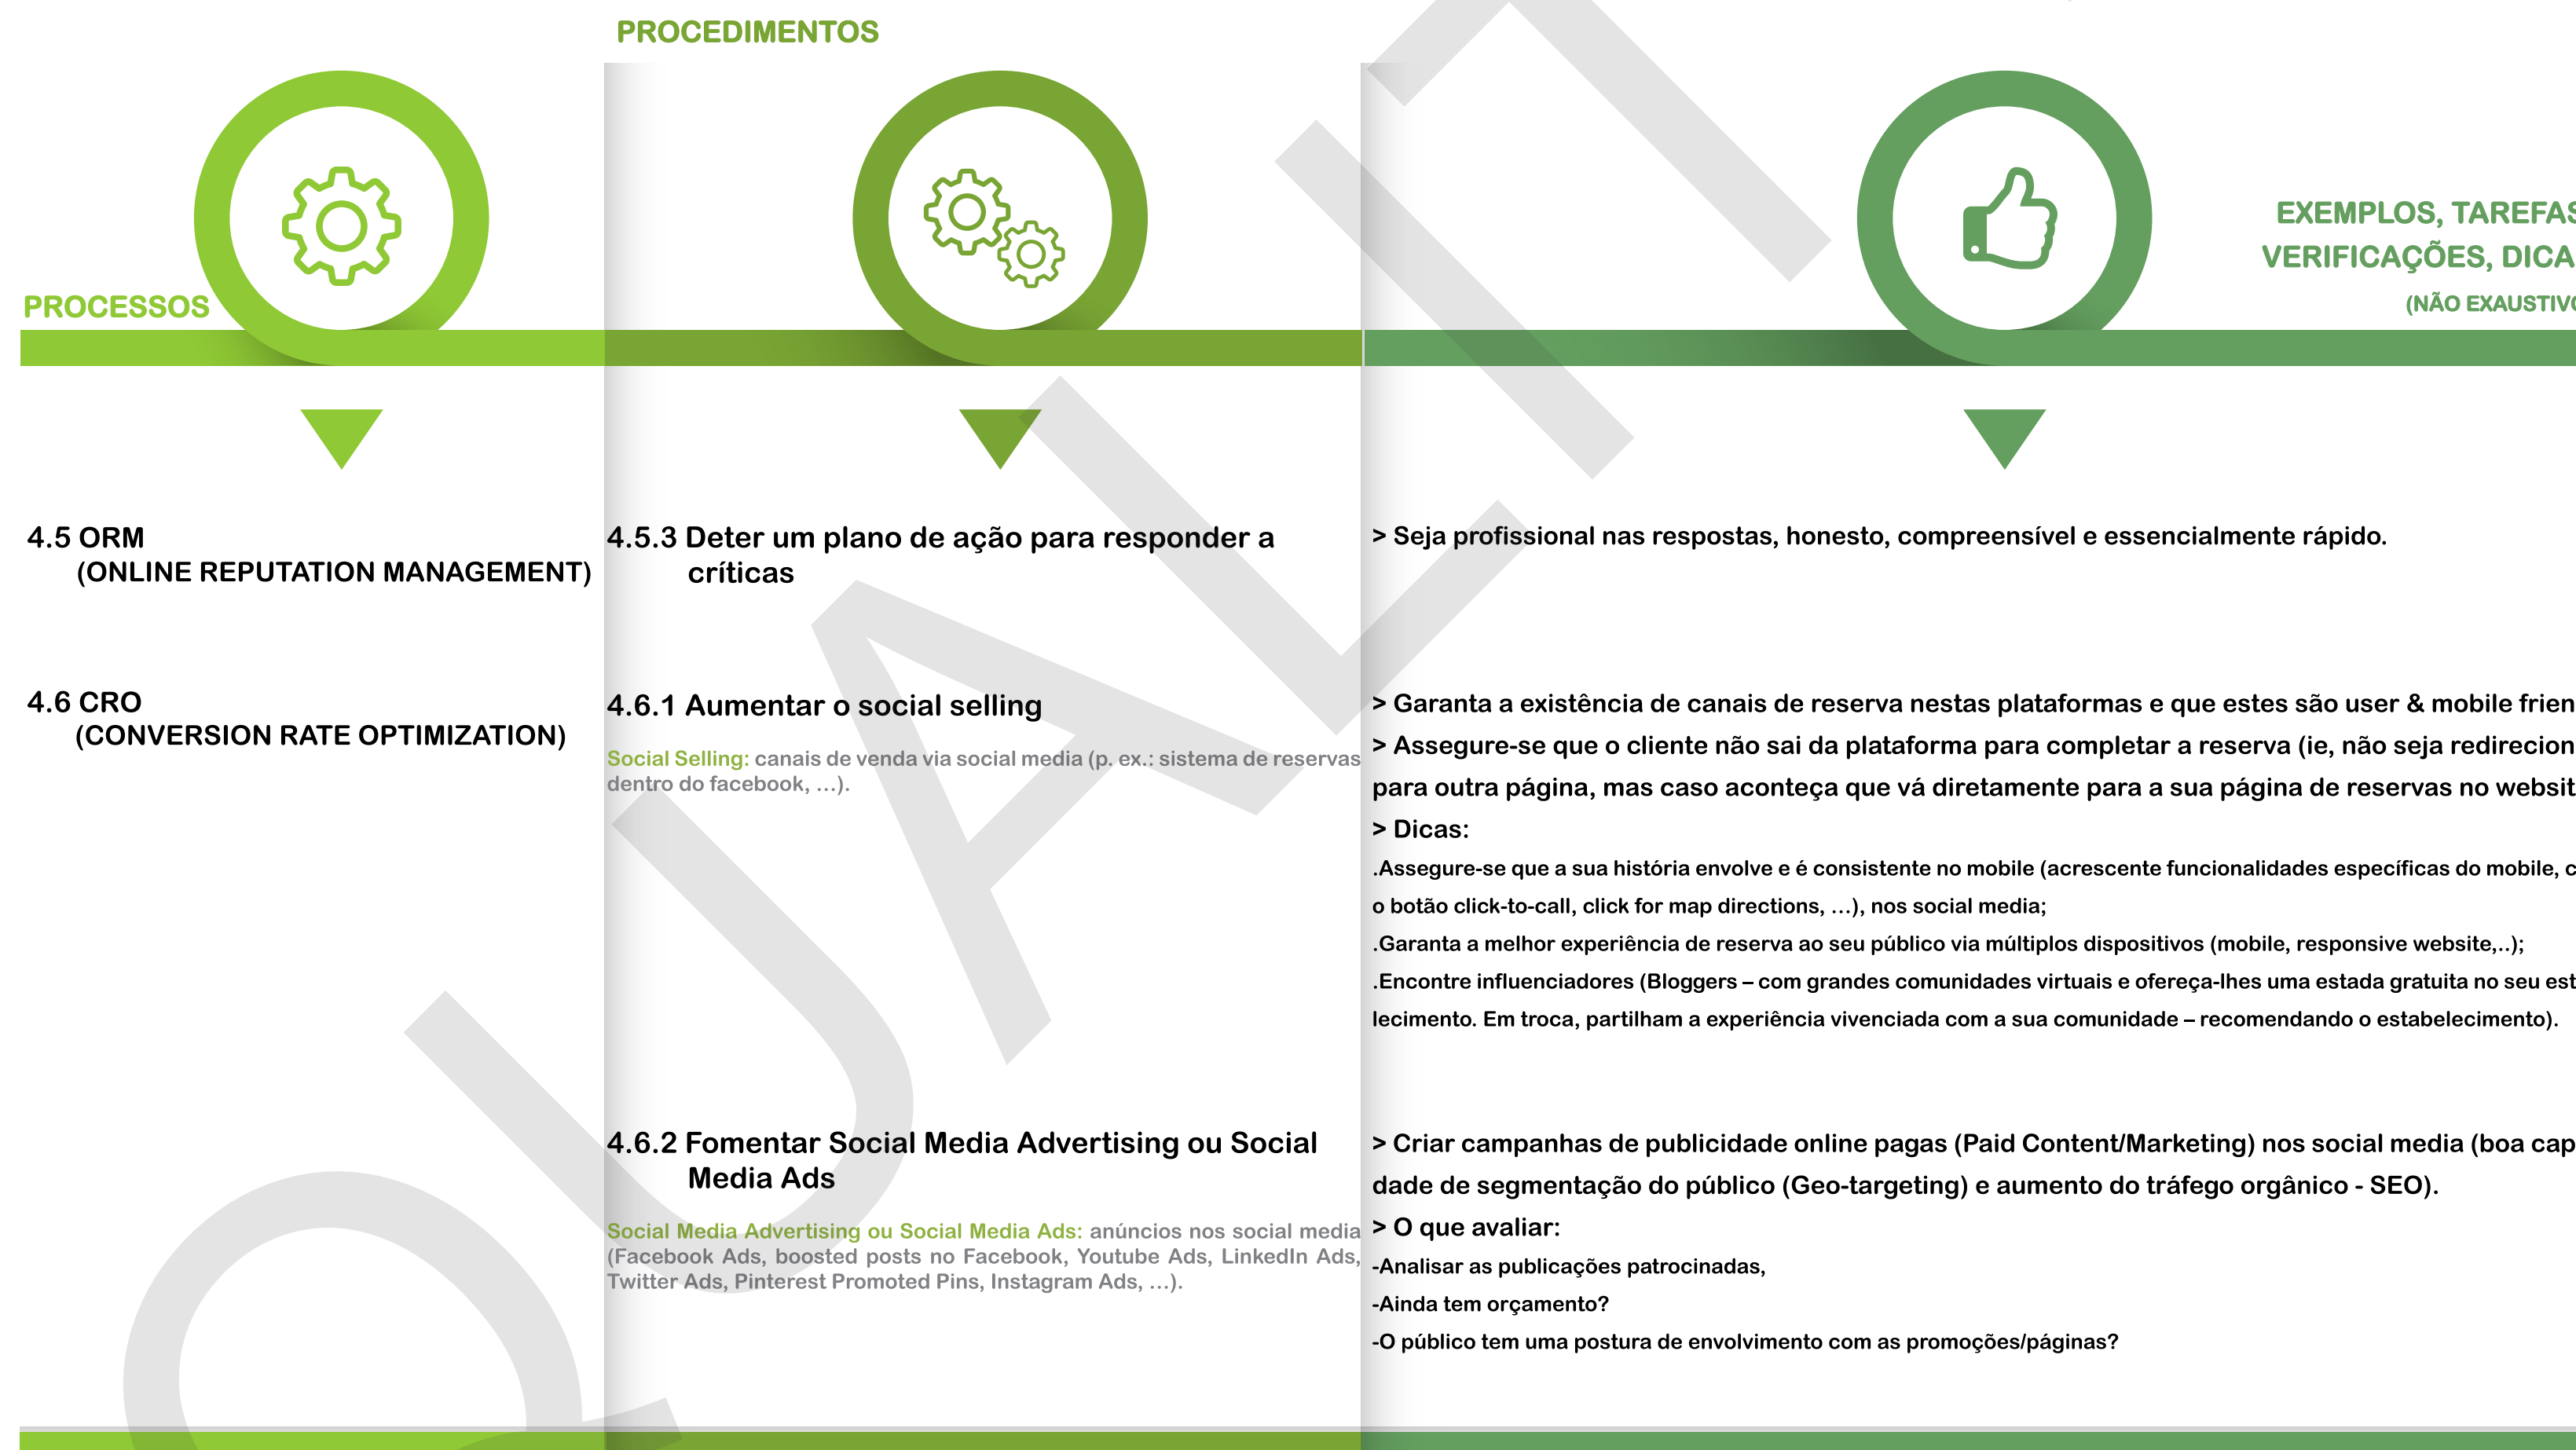 PROCEDIMENTOS
EXEMPLOS, TAREFAS
VERIFICAÇÕES, DICA
(NÃO EXAUSTIVO
PROCESSOS
4.5 ORM
(ONLINE REPUTATION MANAGEMENT)
4.5.3 Deter um plano de ação para responder a
críticas
> Seja profissional nas respostas, honesto, compreensível e essencialmente rápido.
4.6 CRO
(CONVERSION RATE OPTIMIZATION)
4.6.1 Aumentar o social selling
Social Selling: canais de venda via social media (p. ex.: sistema de reservas
dentro do facebook, ...).
> Garanta a existência de canais de reserva nestas plataformas e que estes são user & mobile frien
> Assegure-se que o cliente não sai da plataforma para completar a reserva (ie, não seja redirecion
para outra página, mas caso aconteça que vá diretamente para a sua página de reservas no websit
> Dicas:
.Assegure-se que a sua história envolve e é consistente no mobile (acrescente funcionalidades específicas do mobile, c
o botão click-to-call, click for map directions, ...), nos social media;
.Garanta a melhor experiência de reserva ao seu público via múltiplos dispositivos (mobile, responsive website,..);
.Encontre influenciadores (Bloggers – com grandes comunidades virtuais e ofereça-lhes uma estada gratuita no seu est
lecimento. Em troca, partilham a experiência vivenciada com a sua comunidade – recomendando o estabelecimento).
4.6.2 Fomentar Social Media Advertising ou Social
Media Ads
Social Media Advertising ou Social Media Ads: anúncios nos social media
(Facebook Ads, boosted posts no Facebook, Youtube Ads, LinkedIn Ads,
Twitter Ads, Pinterest Promoted Pins, Instagram Ads, ...).
> Criar campanhas de publicidade online pagas (Paid Content/Marketing) nos social media (boa cap
dade de segmentação do público (Geo-targeting) e aumento do tráfego orgânico - SEO).
> O que avaliar:
-Analisar as publicações patrocinadas,
-Ainda tem orçamento?
-O público tem uma postura de envolvimento com as promoções/páginas?
QUALIT